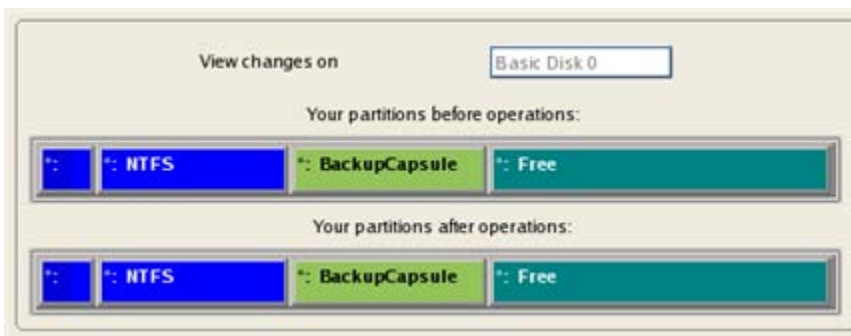 View changes on Basic Disk 0
Your partitions before operations:
*: *: NTFS *: BackupCapsule *: Free
Your partitions after operations:
*: *: NTFS *: BackupCapsule *: Free